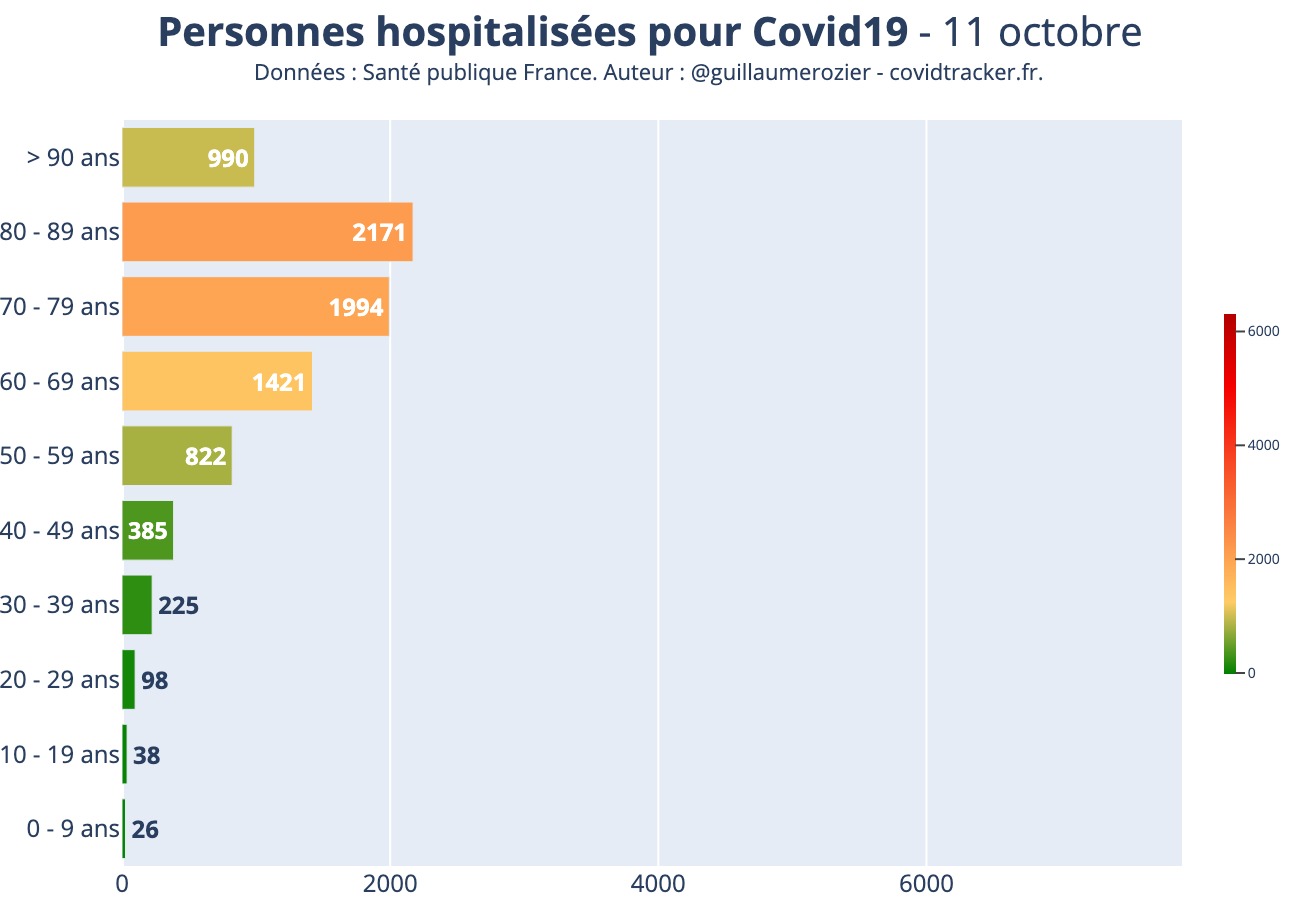 Personnes hospitalisées pour Covid19 - 11 octobre
Données : Santé publique France. Auteur : @guillaumerozier - covidtracker.fr.
> 90 ans 990
80 - 89 ans 2171
70 - 79 ans 1994
60 - 69 ans 1421
50 - 59 ans 822
40 - 49 ans 385
30 - 39 ans 225
20 - 29 ans 98
10 - 19 ans 38
0 - 9 ans 26
0 2000 4000 6000
6000
4000
2000
0